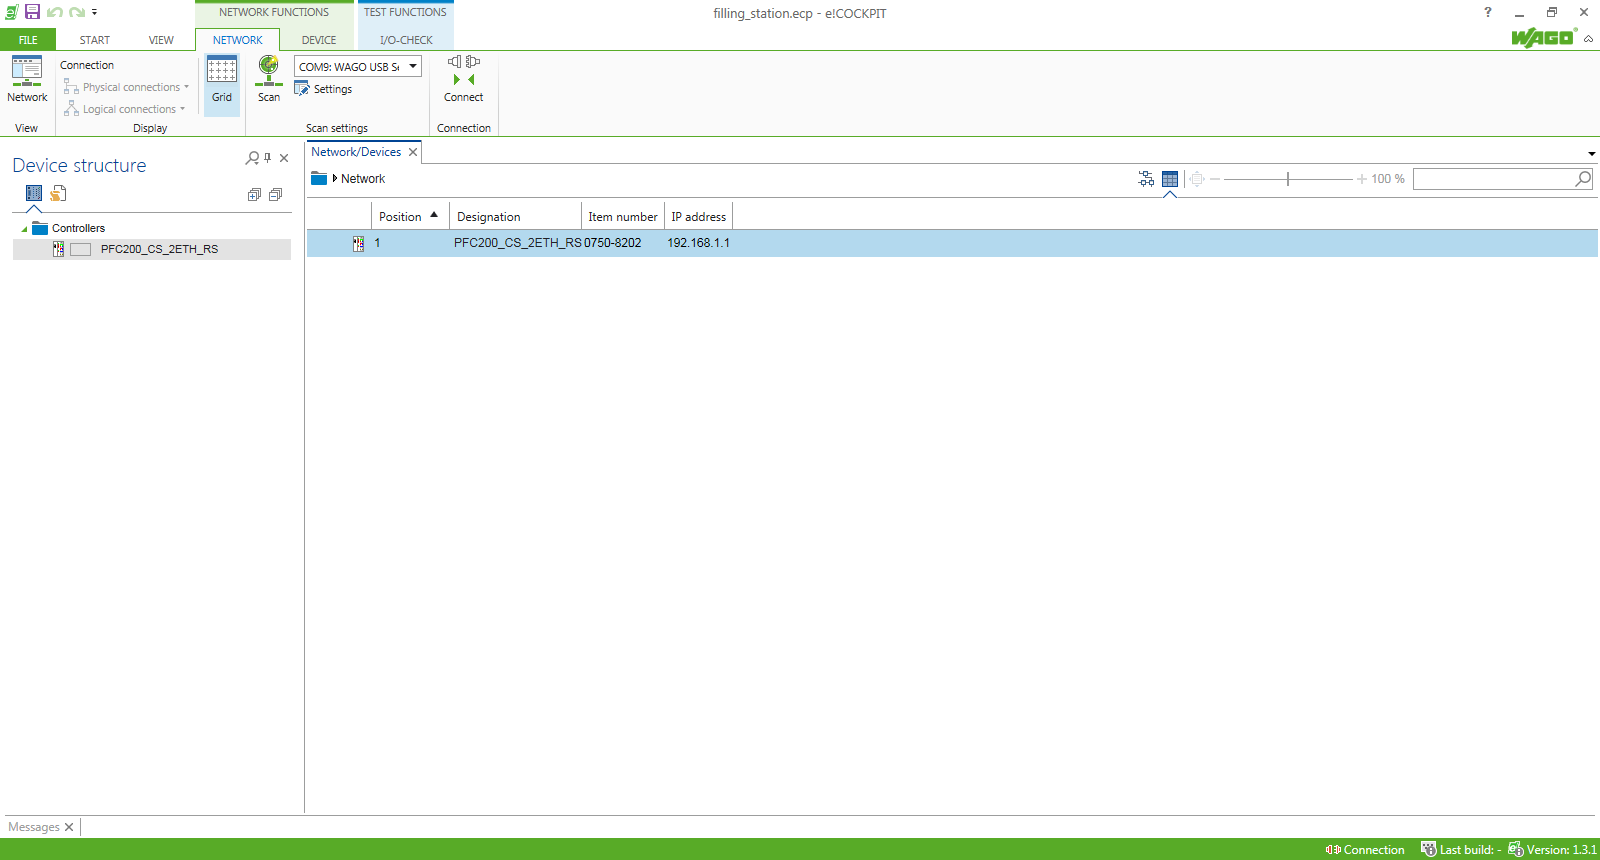 NETWORK FUNCTIONS
TEST FUNCTIONS
filling_station.ecp - e!COCKPIT
?
FILE
START
VIEW
NETWORK
DEVICE
I/O-CHECK
WAGO
Network
View
Connection
Physical connections
Logical connections
Display
Grid
Scan
COM9: WAGO USB Se
Settings
Scan settings
Connect
Connection
Device structure
Controllers
PFC200_CS_2ETH_RS
Network/Devices
Network
100 %
Position Designation Item number IP address
1 PFC200_CS_2ETH_RS 0750-8202 192.168.1.1
Messages
Connection Last build: - Version: 1.3.1